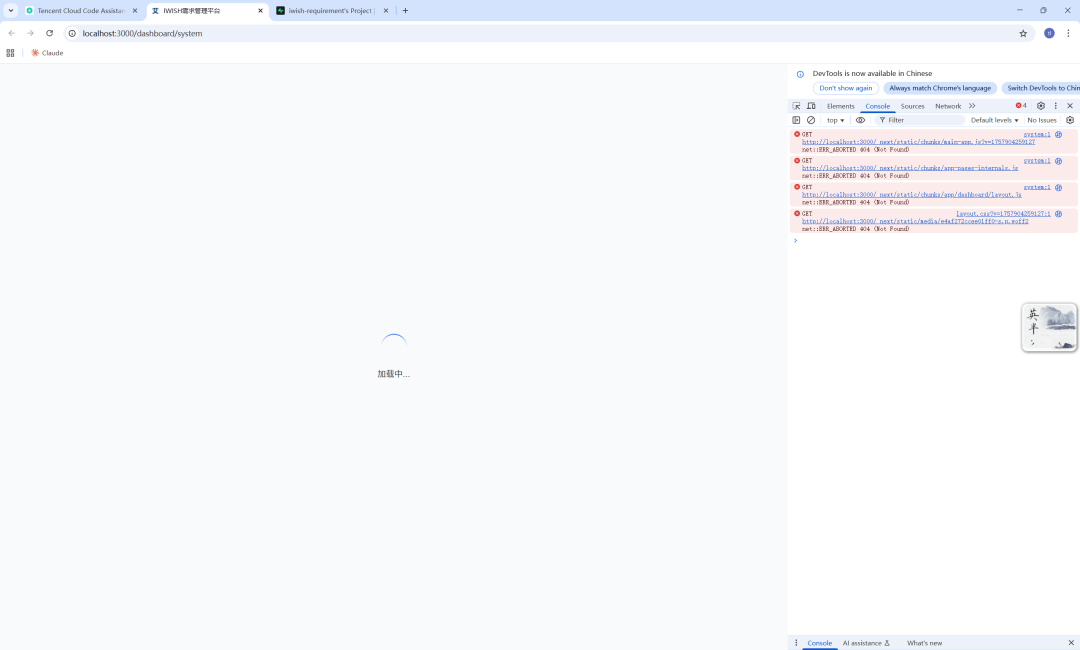 Tencent Cloud Code Assistan
IWISH需求管理平台
iwish-requirement's Project |
localhost:3000/dashboard/system
Claude
加载中...
DevTools is now available in Chinese
Don't show again
Always match Chrome's language
Switch DevTools to Chin
Elements
Console
Sources
Network
4
top
Filter
Default levels
No Issues
GET
system:1
http://localhost:3000/_next/static/chunks/main-app.js?v=1757904259127
net::ERR_ABORTED 404 (Not Found)
GET
system:1
http://localhost:3000/_next/static/chunks/app-pages-internals.js
net::ERR_ABORTED 404 (Not Found)
GET
system:1
http://localhost:3000/_next/static/chunks/app/dashboard/layout.js
net::ERR_ABORTED 404 (Not Found)
GET
layout.css?v=1757904259127:1
http://localhost:3000/_next/static/media/e4af272ccee01ff0-s.p.woff2
net::ERR_ABORTED 404 (Not Found)
英
半
Console
AI assistance
What's new